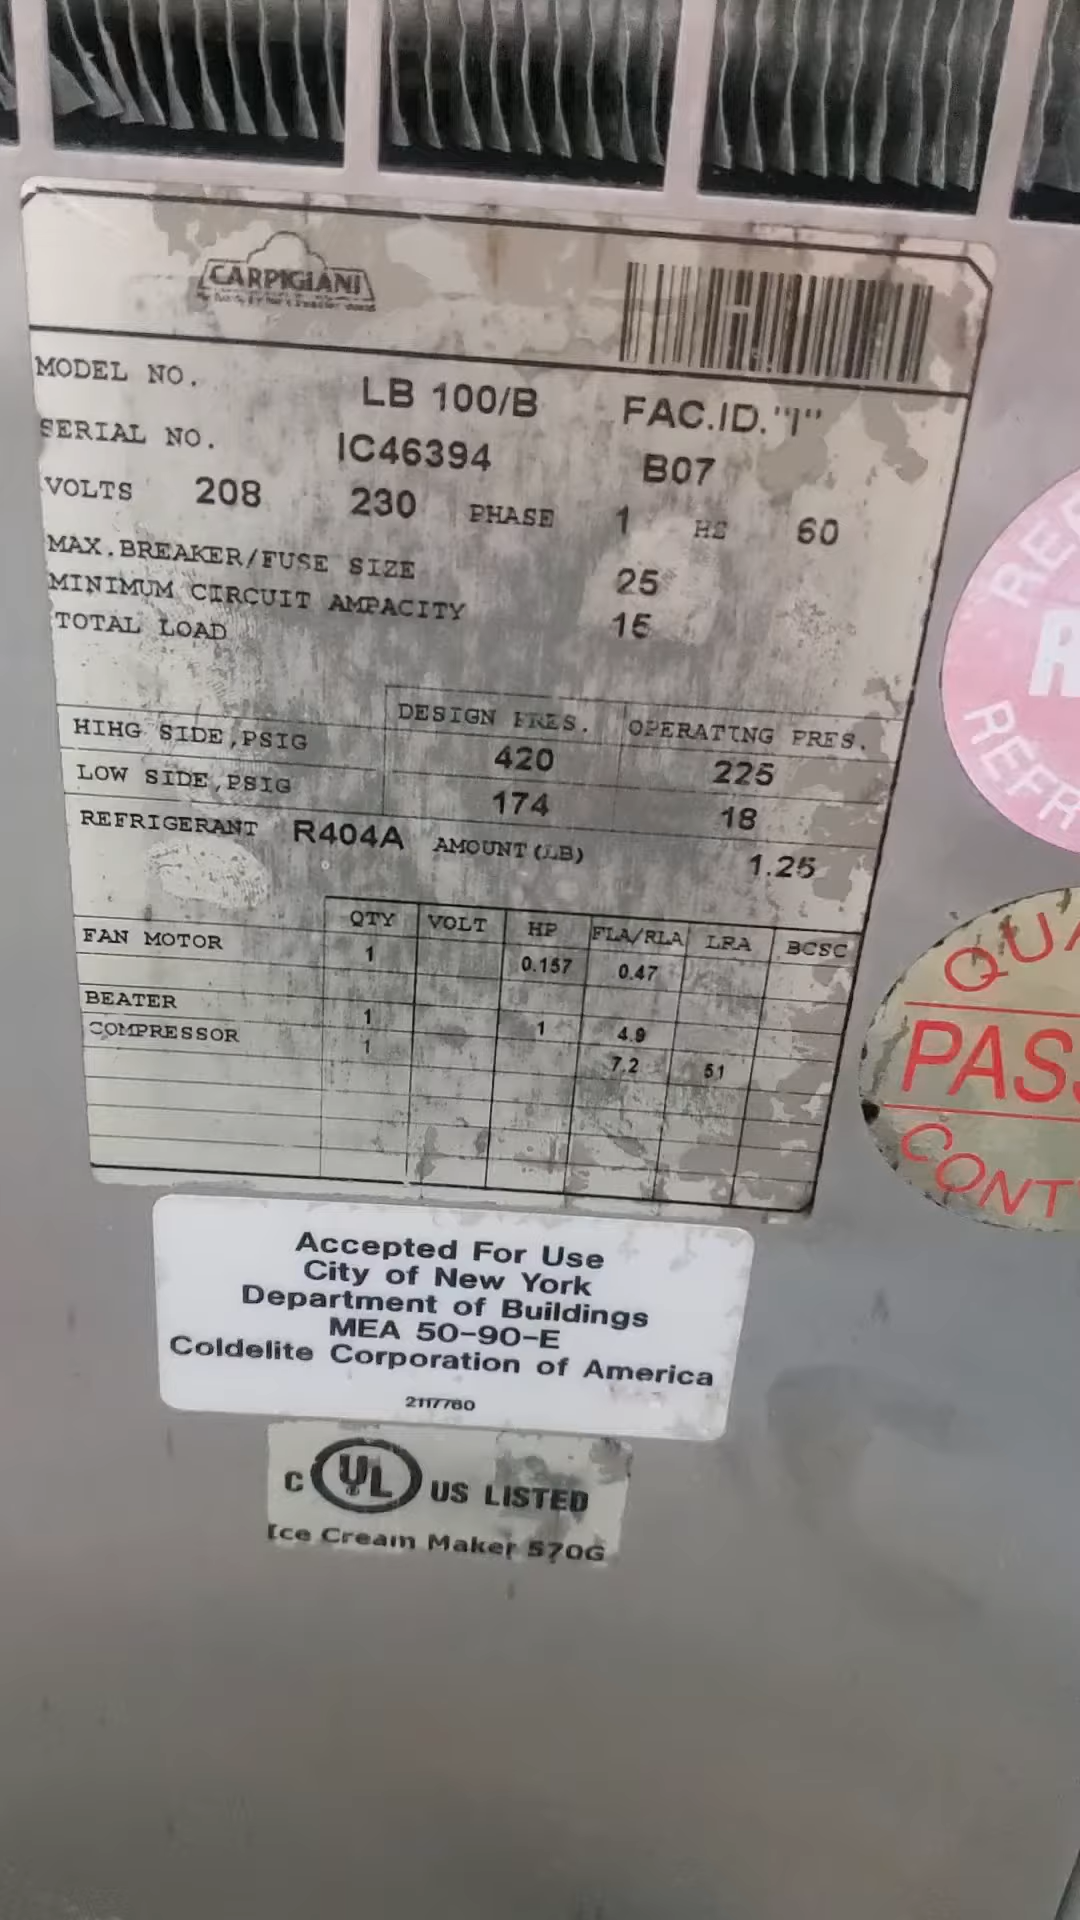 CARPIGIANI
MODEL NO. LB 100/B FAC.ID."I"
SERIAL NO. IC46394 B07
VOLTS 208 230 PHASE 1 HZ 60
MAX.BREAKER/FUSE SIZE 25
MINIMUM CIRCUIT AMPACITY 15
TOTAL LOAD
DESIGN PRES. OPERATING PRES.
HIHG SIDE,PSIG 420 225
LOW SIDE,PSIG 174 18
REFRIGERANT R404A AMOUNT(LB) 1.25
QTY VOLT HP FLA/RLA LRA BCSC
FAN MOTOR 1 0.157 0.47
BEATER 1 1 4.9
COMPRESSOR 1 7.2 51
Accepted For Use
City of New York
Department of Buildings
MEA 50-90-E
Coldelite Corporation of America
2117760
C UL US LISTED
Ice Cream Maker 570G
R
REFR
QUA
PASS
CONT